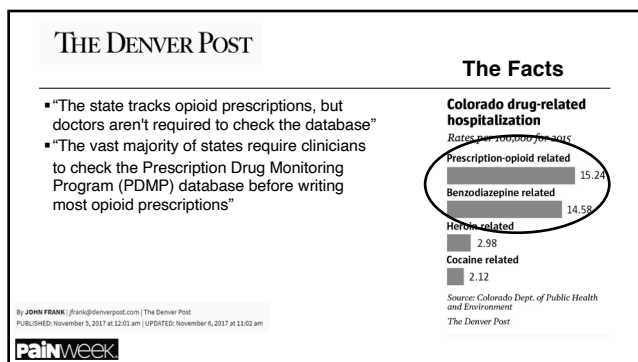 THE DENVER POST
The Facts
▪"The state tracks opioid prescriptions, but
doctors aren't required to check the database"
▪"The vast majority of states require clinicians
to check the Prescription Drug Monitoring
Program (PDMP) database before writing
most opioid prescriptions"
Colorado drug-related
hospitalization
Rates per 100,000 for 2015
Prescription-opioid related
15.24
Benzodiazepine related
14.58
Heroin related
2.98
Cocaine related
2.12
Source: Colorado Dept. of Public Health
and Environment
The Denver Post
By JOHN FRANK | jfrank@denverpost.com | The Denver Post
PUBLISHED: November 5, 2017 at 12:01 am | UPDATED: November 6, 2017 at 11:02 am
PaiNWeeK.